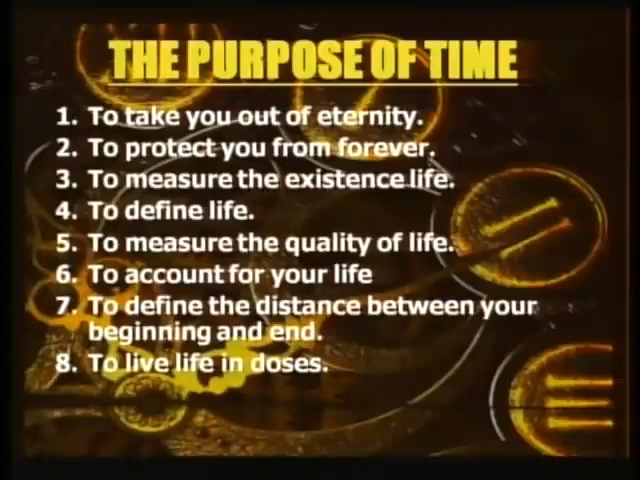 THE PURPOSE OF TIME
1. To take you out of eternity.
2. To protect you from forever.
3. To measure the existence life.
4. To define life.
5. To measure the quality of life.
6. To account for your life
7. To define the distance between your
beginning and end.
8. To live life in doses.